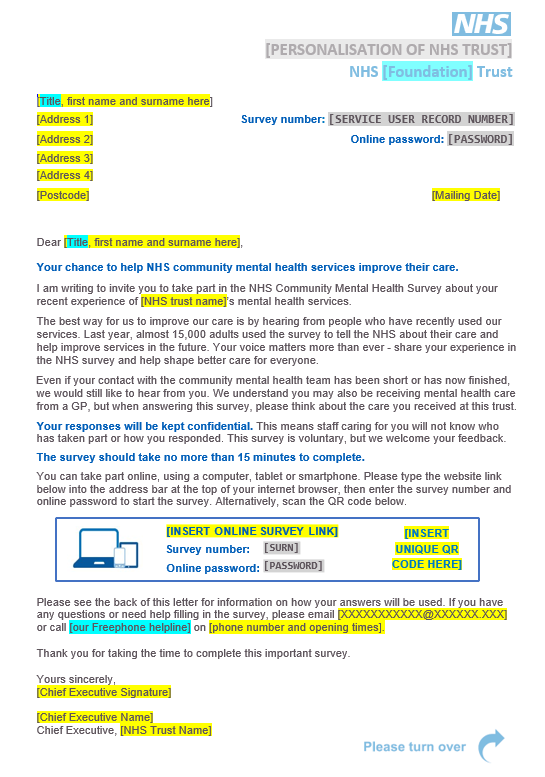 NHS
[PERSONALISATION OF NHS TRUST]
NHS [Foundation] Trust
[Title, first name and surname here]
[Address 1]
Survey number: [SERVICE USER RECORD NUMBER]
[Address 2]
Online password: [PASSWORD]
[Address 3]
[Address 4]
[Postcode]
[Mailing Date]
Dear [Title, first name and surname here],
Your chance to help NHS community mental health services improve their care.
I am writing to invite you to take part in the NHS Community Mental Health Survey about your
recent experience of [NHS trust name]'s mental health services.
The best way for us to improve our care is by hearing from people who have recently used our
services. Last year, almost 15,000 adults used the survey to tell the NHS about their care and
help improve services in the future. Your voice matters more than ever - share your experience in
the NHS survey and help shape better care for everyone.
Even if your contact with the community mental health team has been short or has now finished,
we would still like to hear from you. We understand you may also be receiving mental health care
from a GP, but when answering this survey, please think about the care you received at this trust.
Your responses will be kept confidential. This means staff caring for you will not know who
has taken part or how you responded. This survey is voluntary, but we welcome your feedback.
The survey should take no more than 15 minutes to complete.
You can take part online, using a computer, tablet or smartphone. Please type the website link
below into the address bar at the top of your internet browser, then enter the survey number and
online password to start the survey. Alternatively, scan the QR code below.
[INSERT ONLINE SURVEY LINK]
Survey number: [SURN]
Online password: [PASSWORD]
[INSERT
UNIQUE QR
CODE HERE]
Please see the back of this letter for information on how your answers will be used. If you have
any questions or need help filling in the survey, please email [XXXXXXXXXXX@XXXXXX.XXX]
or call [our Freephone helpline] on [phone number and opening times].
Thank you for taking the time to complete this important survey.
Yours sincerely,
[Chief Executive Signature]
[Chief Executive Name]
Chief Executive, [NHS Trust Name]
Please turn over